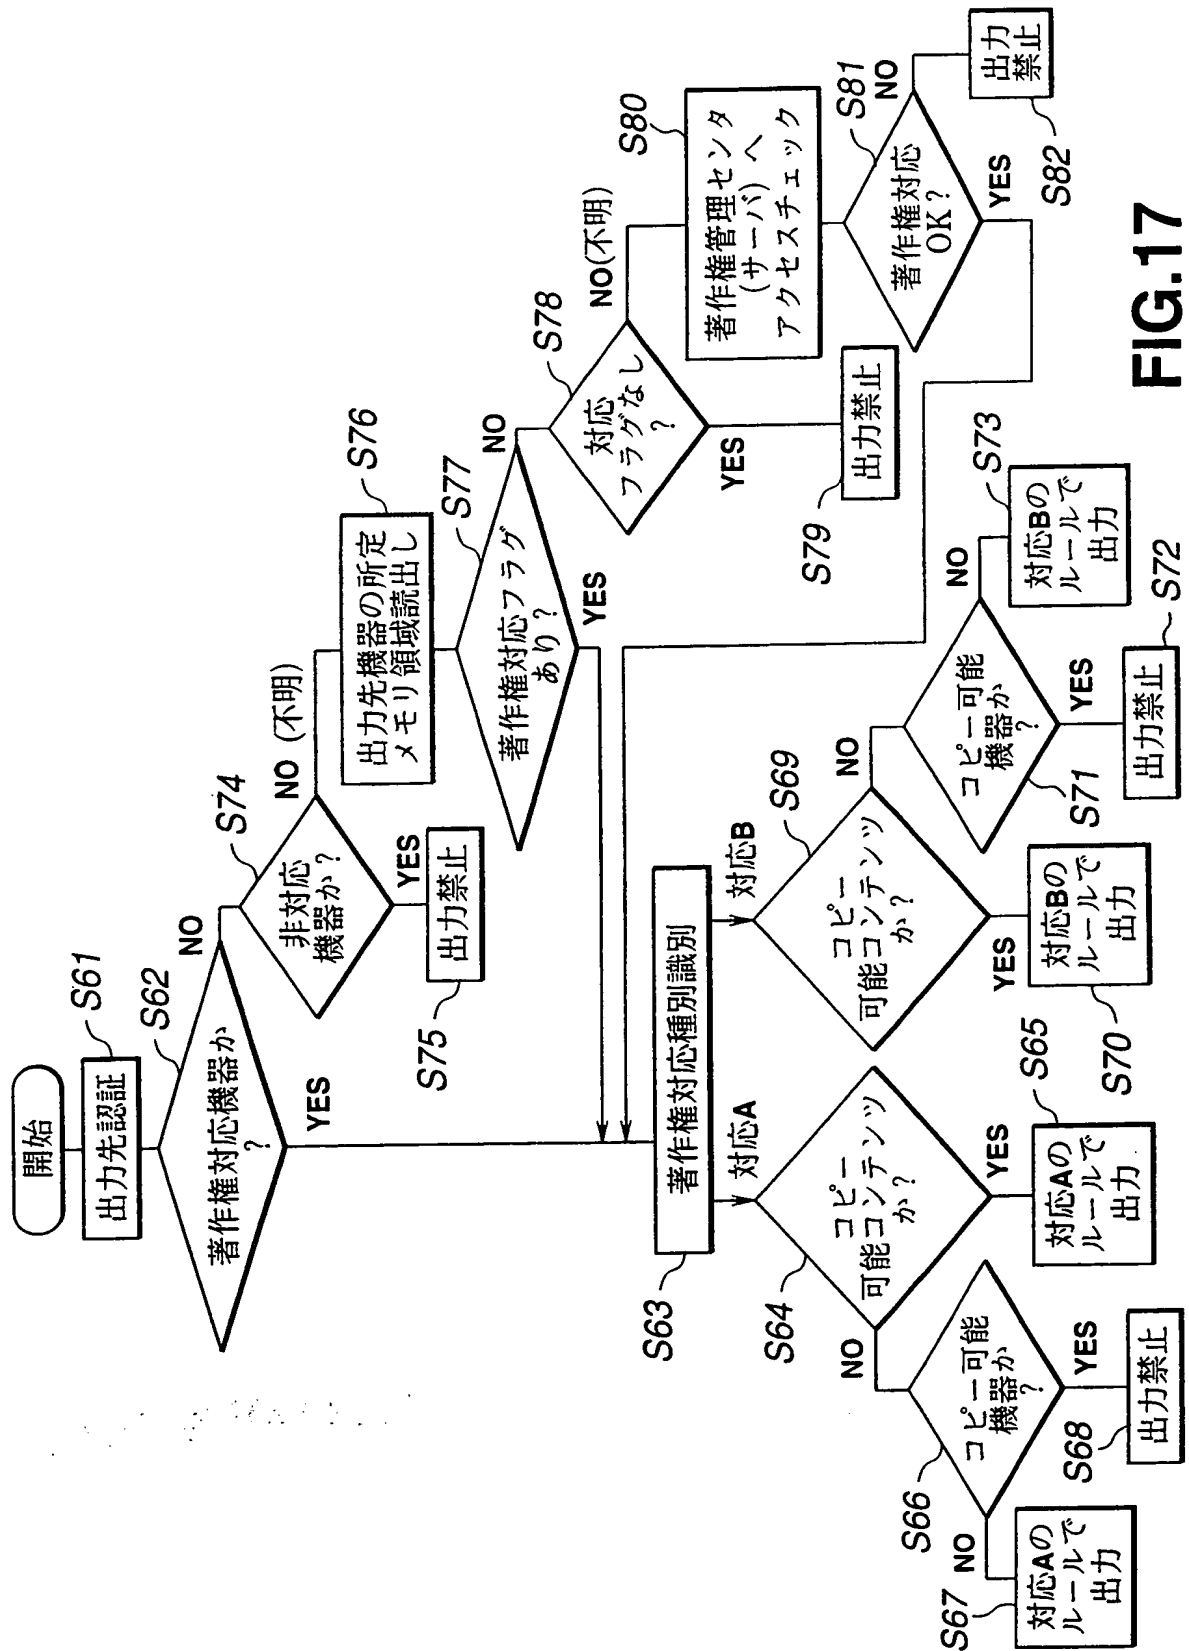 開始
S61
出力先認証
S62
著作権対応機器か
?
NO
YES
S74
非対応
機器か?
NO (不明)
YES
S75
出力禁止
S76
出力先機器の所定
メモリ領域読出し
S77
著作権対応フラグ
あり?
NO
YES
S78
対応
フラグなし
?
NO(不明)
YES
S79
出力禁止
S80
著作権管理センタ
(サーバ)へ
アクセスチェック
S81
著作権対応
OK?
NO
YES
S82
出力
禁止
S63
著作権対応種別識別
対応A
対応B
S64
コピー
可能コンテンツ
か?
NO
YES
S65
対応Aの
ルールで
出力
S66
コピー可能
機器か
?
NO
YES
S67
対応Aの
ルールで
出力
S68
出力禁止
S69
コピー
可能コンテンツ
か?
NO
YES
S70
対応Bの
ルールで
出力
S71
コピー可能
機器か
?
NO
YES
S72
出力禁止
S73
対応Bの
ルールで
出力
FIG.17